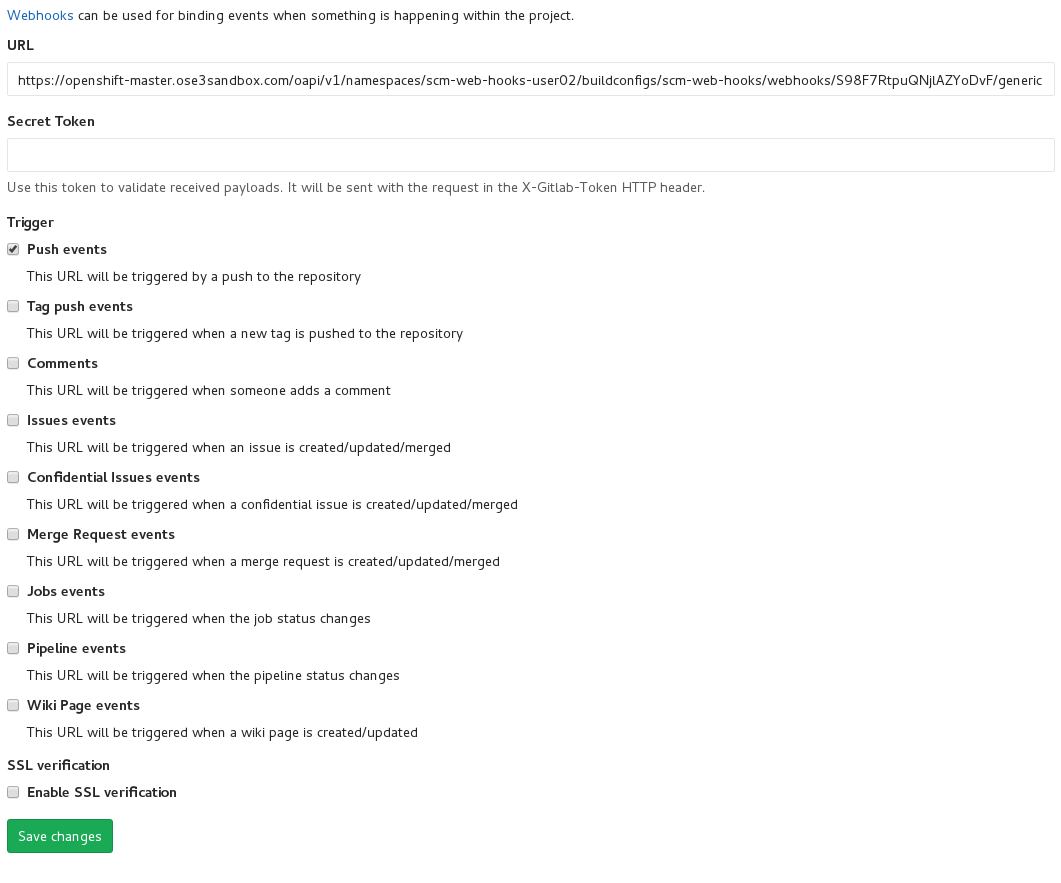 Webhooks can be used for binding events when something is happening within the project.
URL
https://openshift-master.ose3sandbox.com/oapi/v1/namespaces/scm-web-hooks-user02/buildconfigs/scm-web-hooks/webhooks/S98F7RtpuQNjlAZYoDvF/generic
Secret Token
Use this token to validate received payloads. It will be sent with the request in the X-Gitlab-Token HTTP header.
Trigger
Push events
This URL will be triggered by a push to the repository
Tag push events
This URL will be triggered when a new tag is pushed to the repository
Comments
This URL will be triggered when someone adds a comment
Issues events
This URL will be triggered when an issue is created/updated/merged
Confidential Issues events
This URL will be triggered when a confidential issue is created/updated/merged
Merge Request events
This URL will be triggered when a merge request is created/updated/merged
Jobs events
This URL will be triggered when the job status changes
Pipeline events
This URL will be triggered when the pipeline status changes
Wiki Page events
This URL will be triggered when a wiki page is created/updated
SSL verification
Enable SSL verification
Save changes